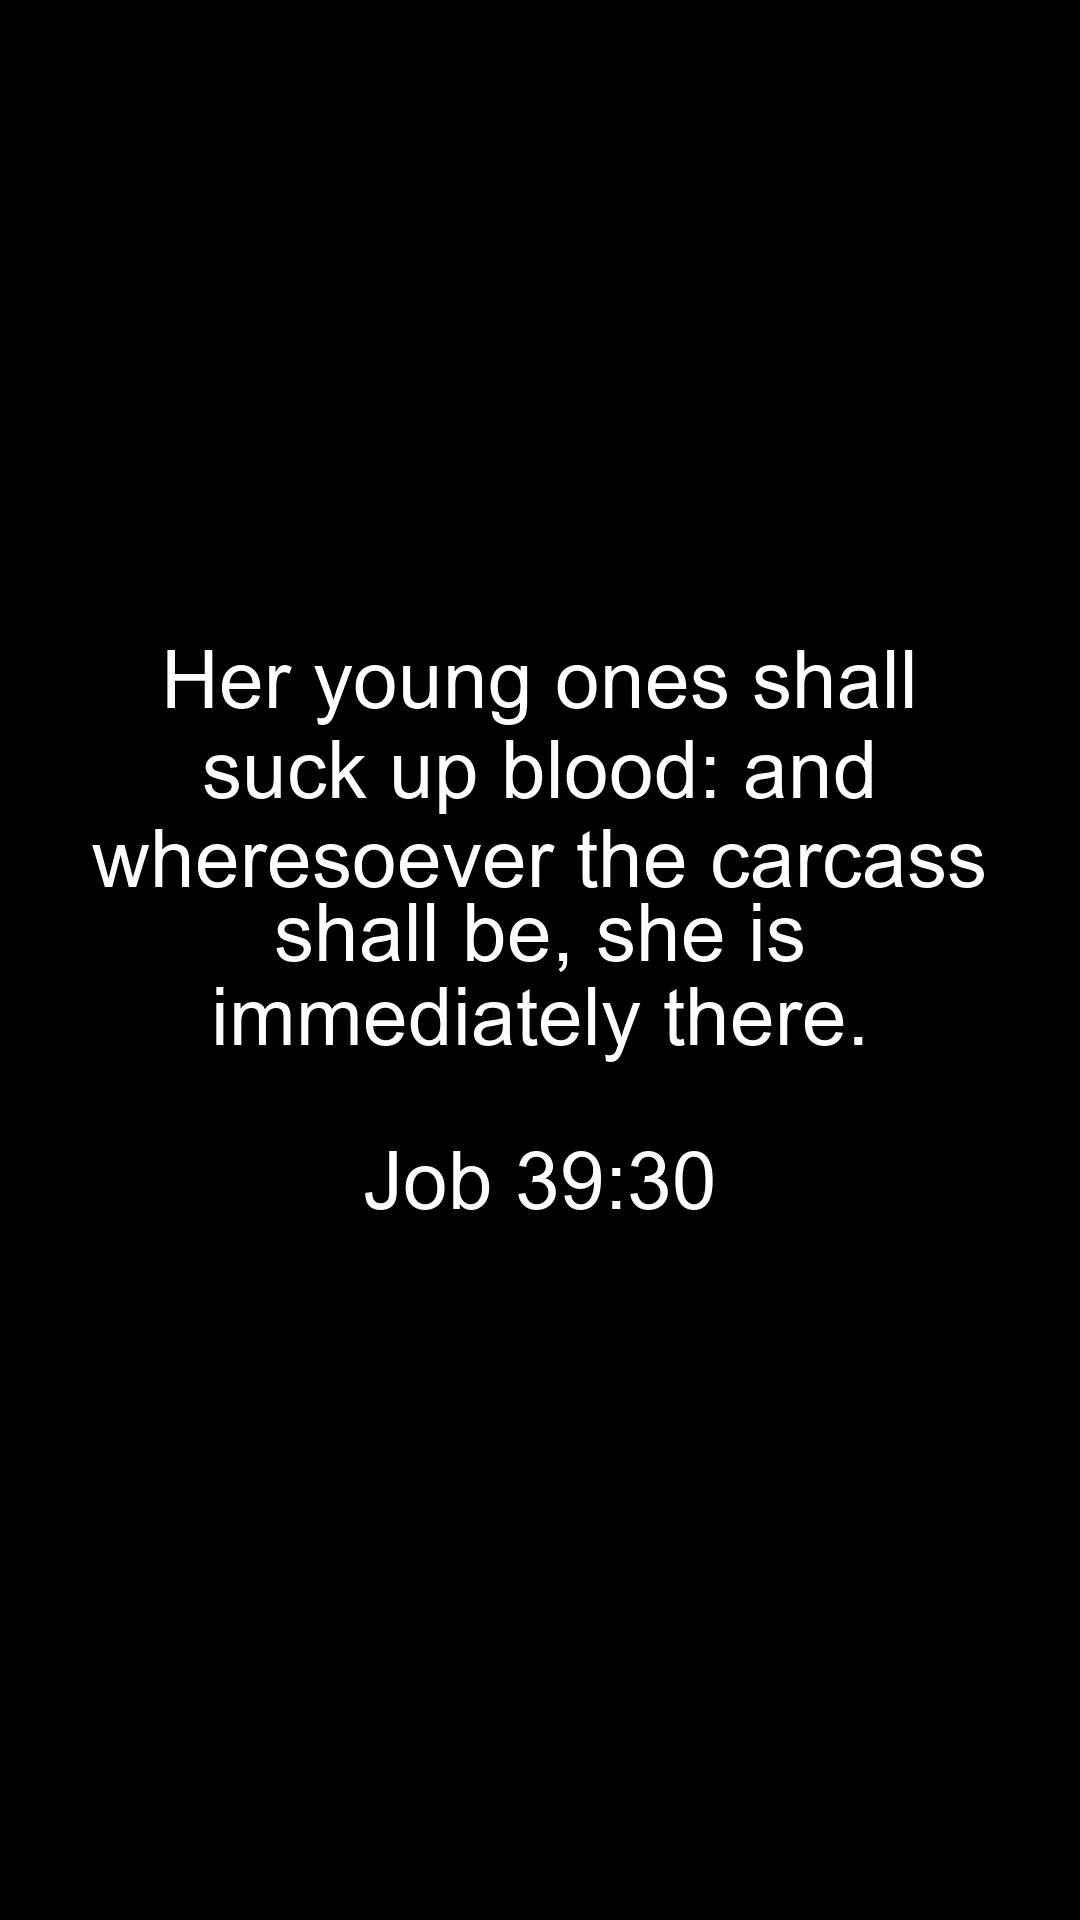 Her young ones shall
suck up blood: and
wheresoever the carcass
shall be, she is
immediately there.
Job 39:30